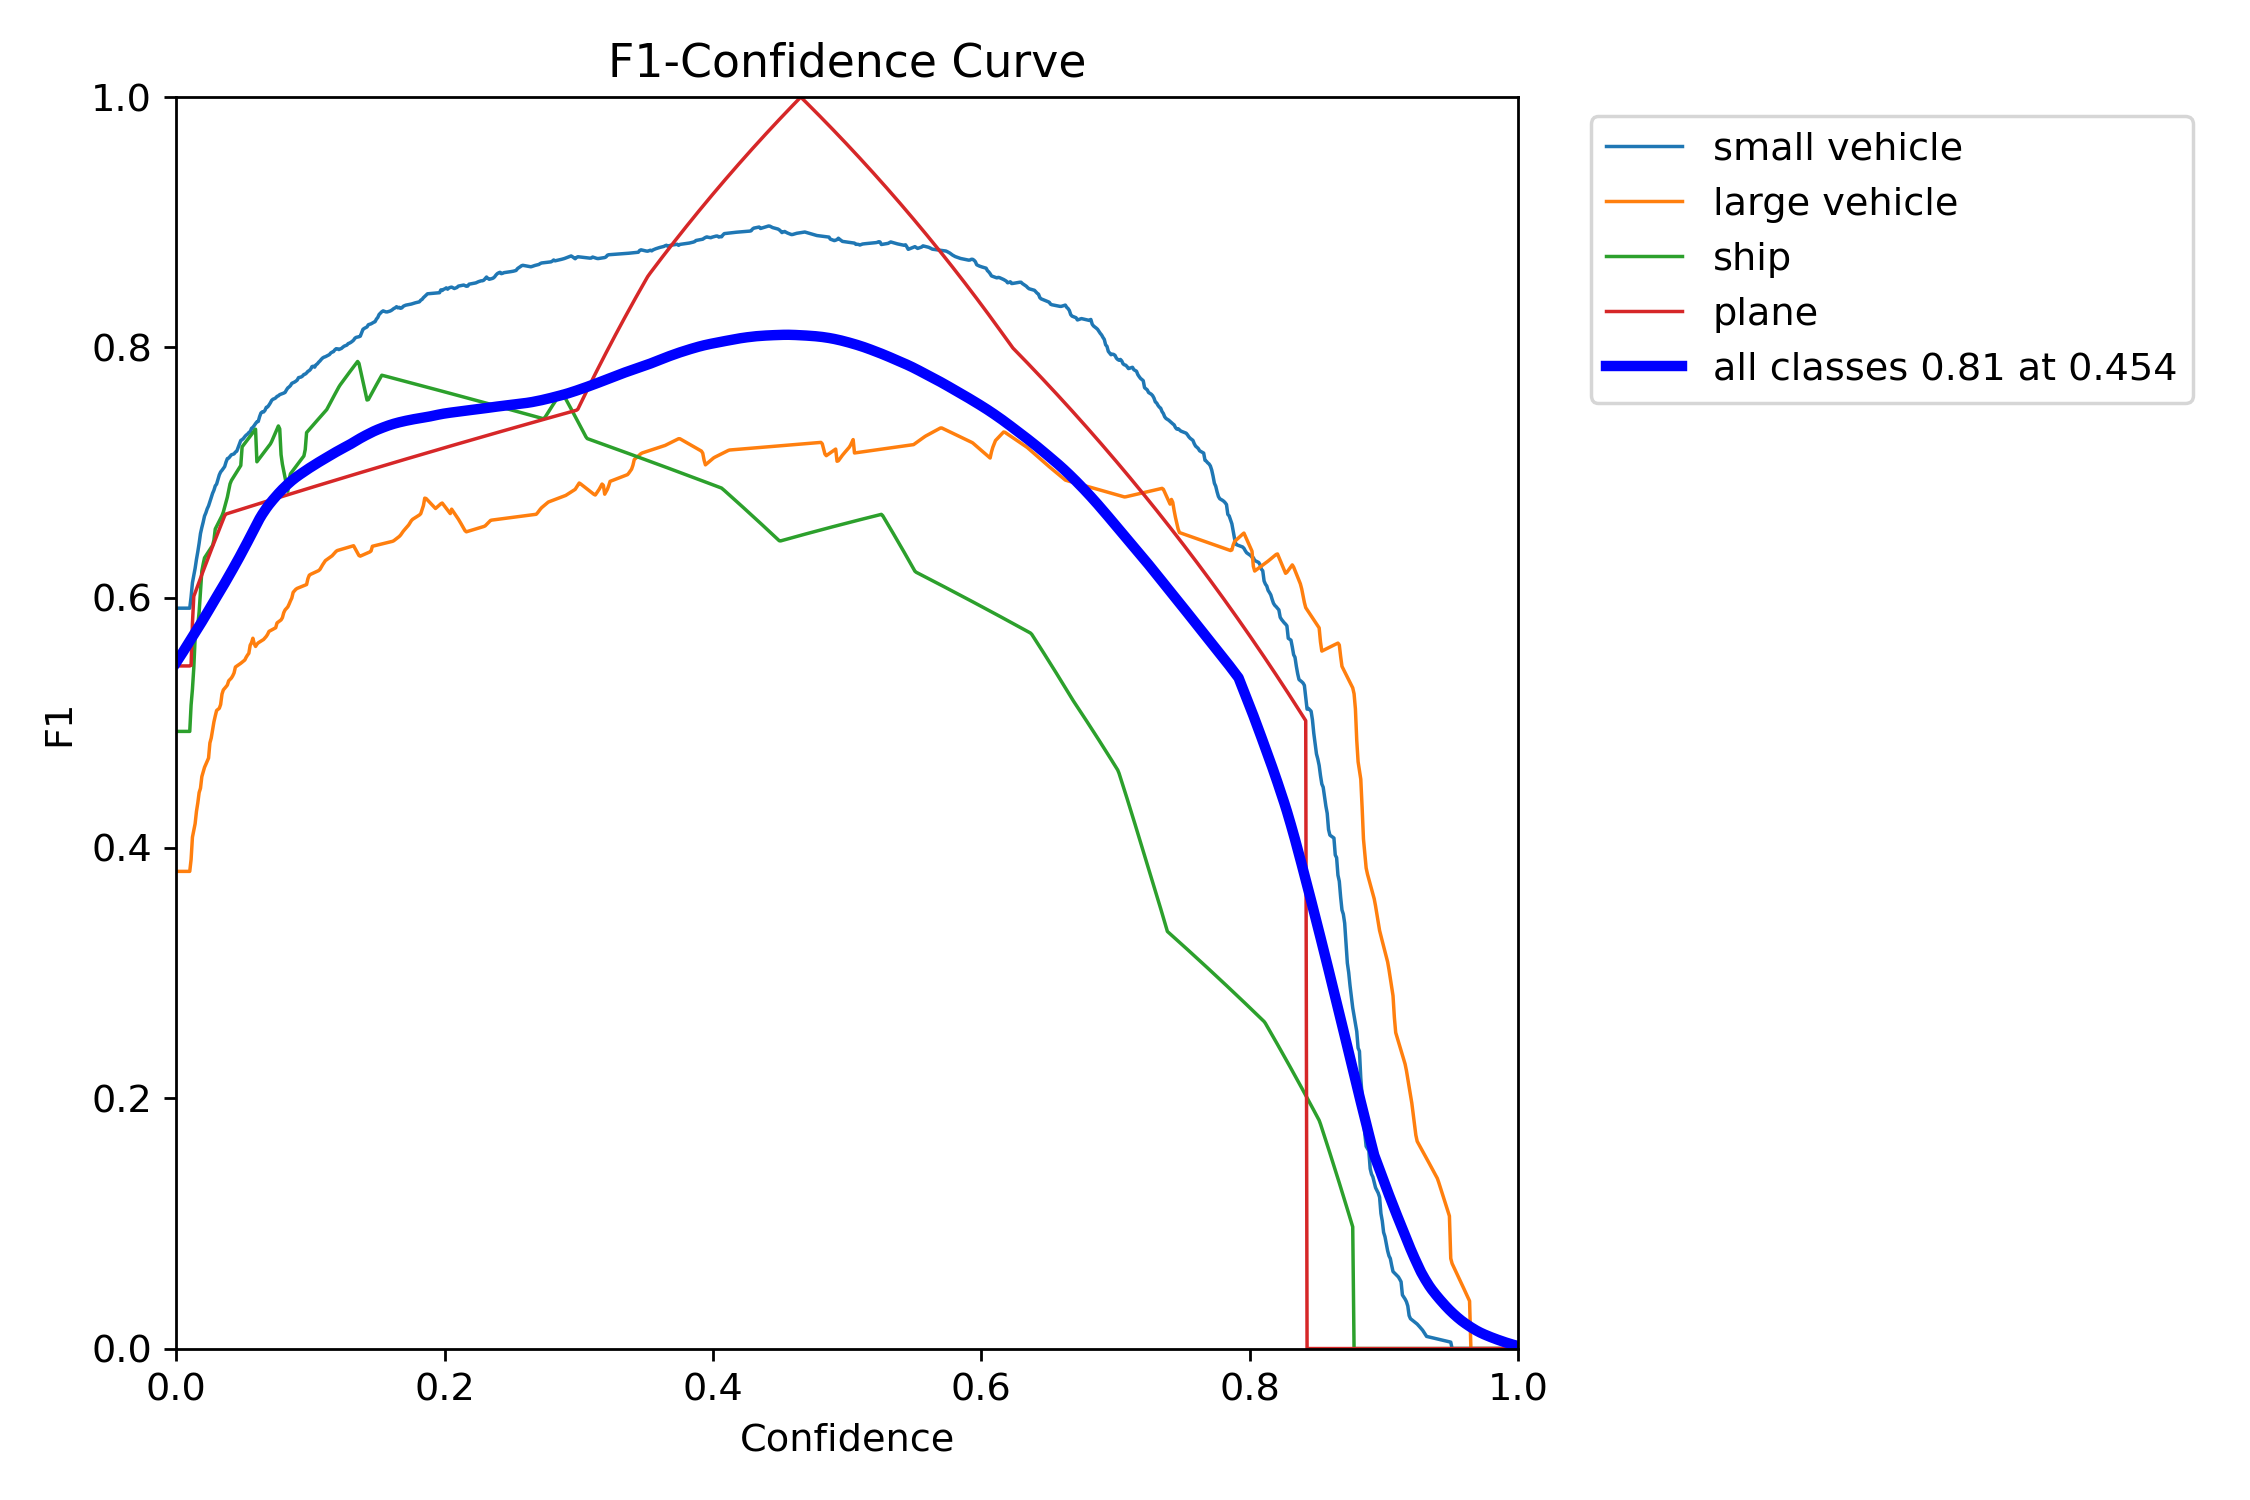 F1-Confidence Curve
1.0
0.8
0.6
0.4
0.2
0.0
F1
0.0 0.2 0.4 0.6 0.8 1.0
Confidence
small vehicle
large vehicle
ship
plane
all classes 0.81 at 0.454